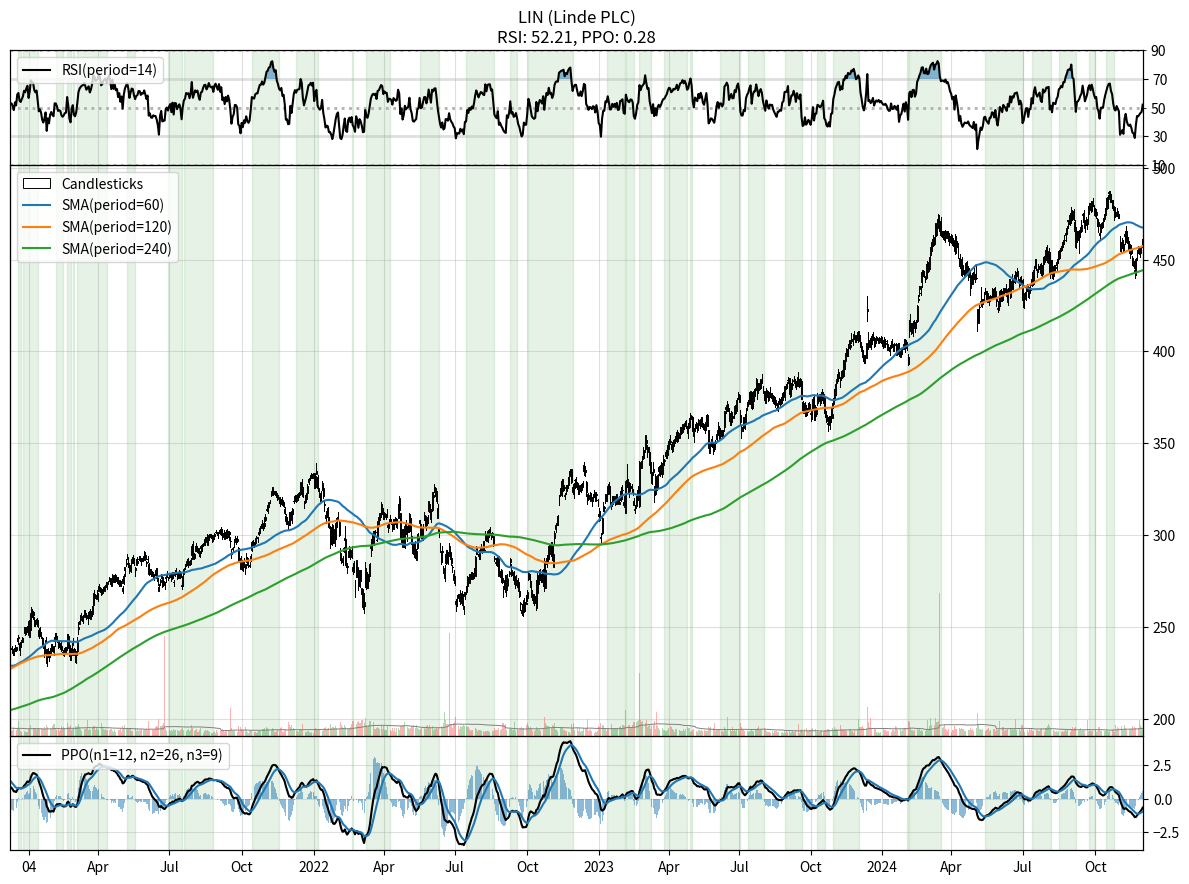 LIN (Linde PLC)
RSI: 52.21, PPO: 0.28
RSI(period=14)
90
70
50
30
10
Candlesticks
SMA(period=60)
SMA(period=120)
SMA(period=240)
500
450
400
350
300
250
200
PPO(n1=12, n2=26, n3=9)
2.5
0.0
−2.5
04 Apr Jul Oct 2022 Apr Jul Oct 2023 Apr Jul Oct 2024 Apr Jul Oct